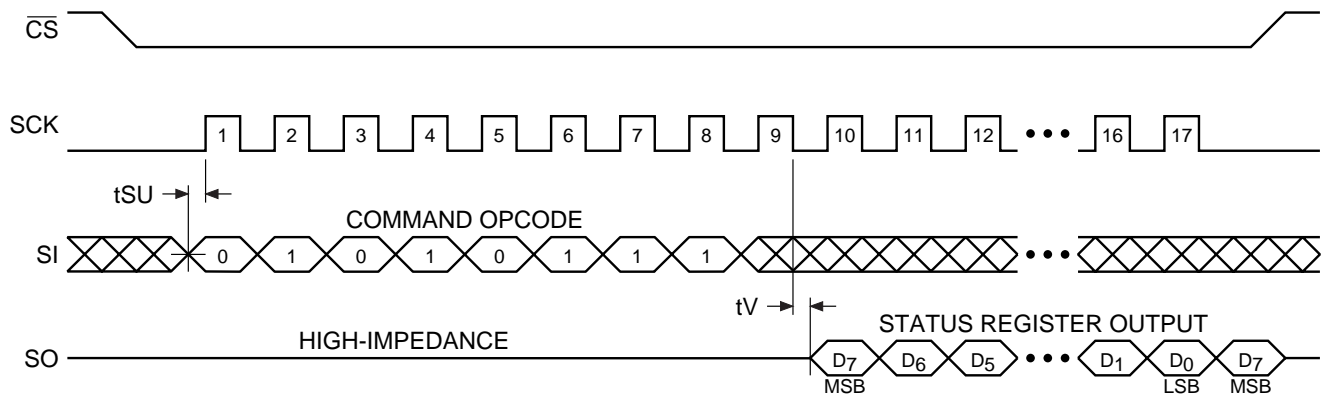 CS
SCK 1 2 3 4 5 6 7 8 9 10 11 12 ••• 16 17
tSU
COMMAND OPCODE
SI 0 1 0 1 0 1 1 1 •••
tV
HIGH-IMPEDANCE
STATUS REGISTER OUTPUT
SO D7 D6 D5 ••• D1 D0 D7
MSB LSB MSB